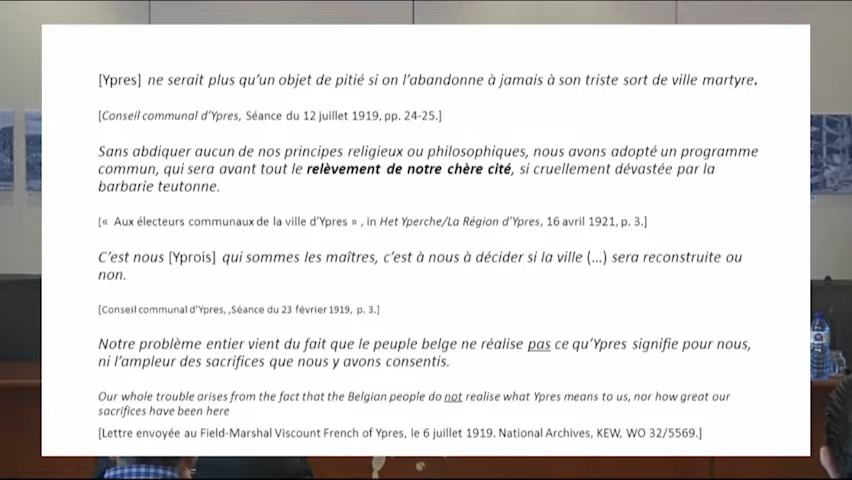 [Ypres] ne serait plus qu'un objet de pitié si on l'abandonne à jamais à son triste sort de ville martyre.
[Conseil communal d'Ypres, Séance du 12 juillet 1919, pp. 24-25.]
Sans abdiquer aucun de nos principes religieux ou philosophiques, nous avons adopté un programme
commun, qui sera avant tout le relèvement de notre chère cité, si cruellement dévastée par la
barbarie teutonne.
[« Aux électeurs communaux de la ville d'Ypres » , in Het Yperche/La Région d'Ypres, 16 avril 1921, p. 3.]
C'est nous [Yprois] qui sommes les maîtres, c'est à nous à décider si la ville (...) sera reconstruite ou
non.
[Conseil communal d'Ypres, ,Séance du 23 février 1919, p. 3.]
Notre problème entier vient du fait que le peuple belge ne réalise pas ce qu'Ypres signifie pour nous,
ni l'ampleur des sacrifices que nous y avons consentis.
Our whole trouble arises from the fact that the Belgian people do not realise what Ypres means to us, nor how great our
sacrifices have been here
[Lettre envoyée au Field-Marshal Viscount French of Ypres, le 6 juillet 1919. National Archives, KEW, WO 32/5569.]